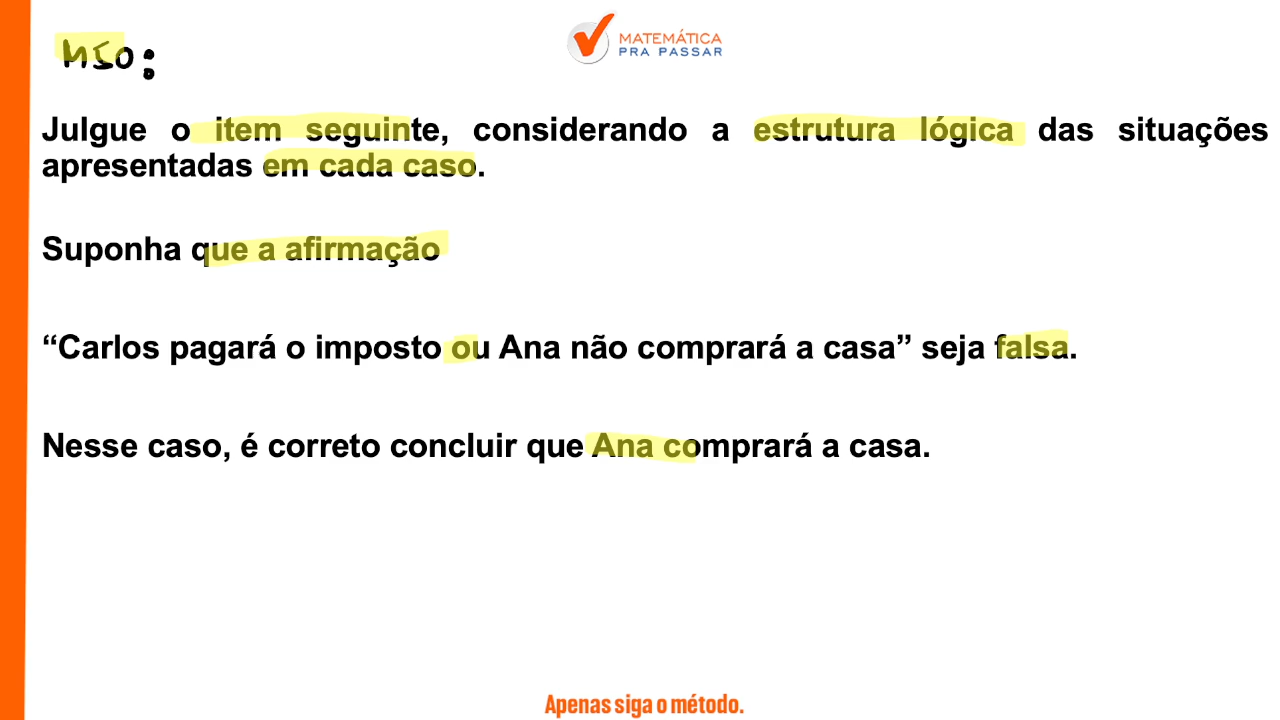 MSO:
MATEMÁTICA
PRA PASSAR
Julgue o item seguinte, considerando a estrutura lógica das situações
apresentadas em cada caso.
Suponha que a afirmação
“Carlos pagará o imposto ou Ana não comprará a casa” seja falsa.
Nesse caso, é correto concluir que Ana comprará a casa.
Apenas siga o método.